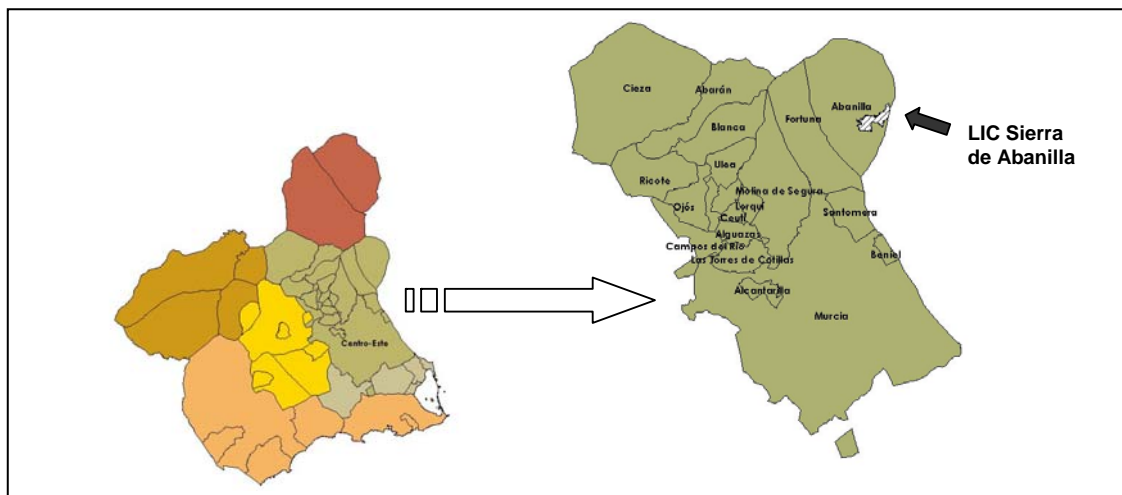 Centro-Este
Cieza
Abarán
Abanilla
Fortuna
Blanca
Ulea
Ricote
Molina de Segura
Ojós
Lorquí
Ceutí
Santomera
Alguazas
Campos del Río
Beniel
Las Torres de Cotillas
Alcantarilla
Murcia
LIC Sierra
de Abanilla